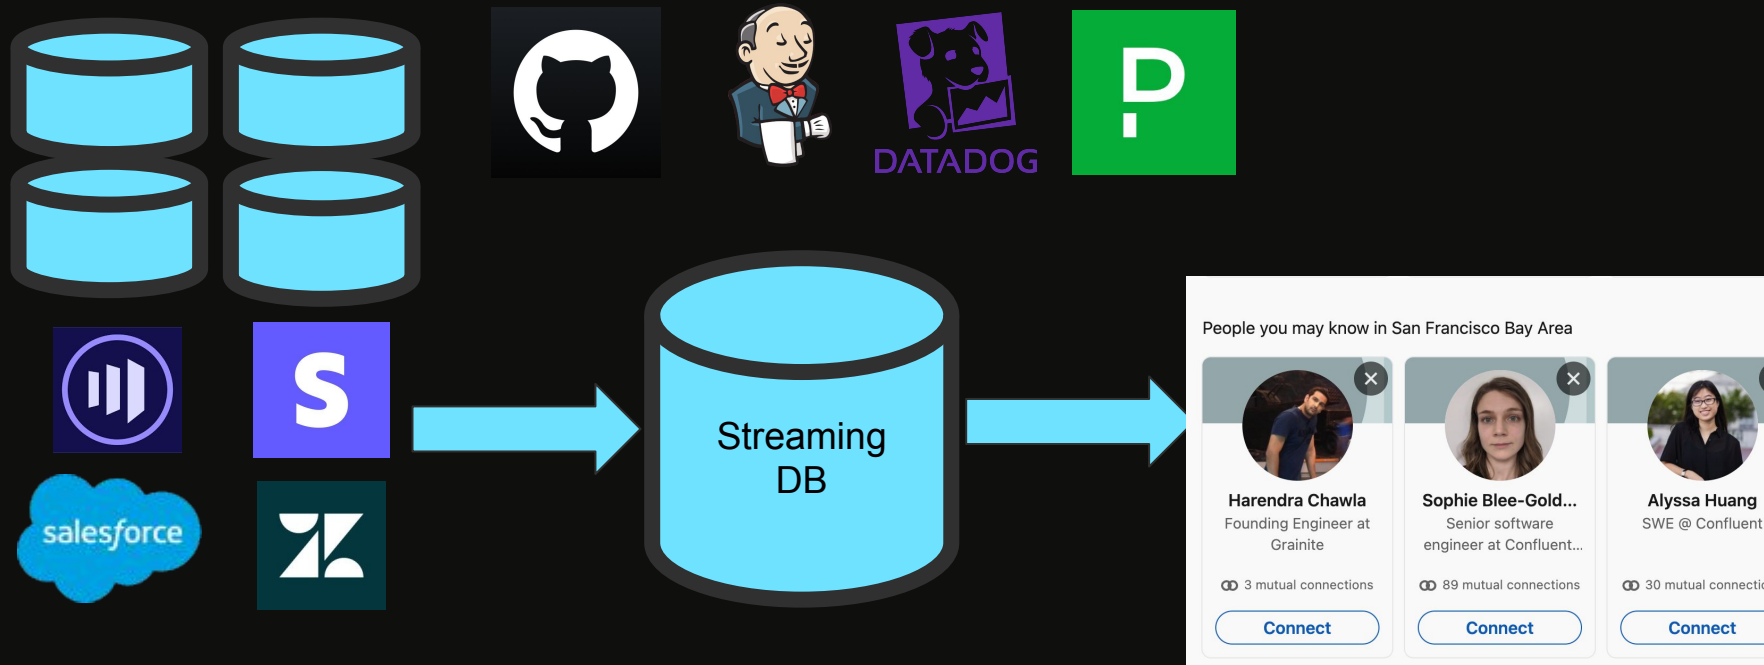 DATADOG
P
S
salesforce
Streaming
DB
People you may know in San Francisco Bay Area
Harendra Chawla
Founding Engineer at
Grainite
3 mutual connections
Connect
Sophie Blee-Gold...
Senior software
engineer at Confluent...
89 mutual connections
Connect
Alyssa Huang
SWE @ Confluent
30 mutual connectio
Connect